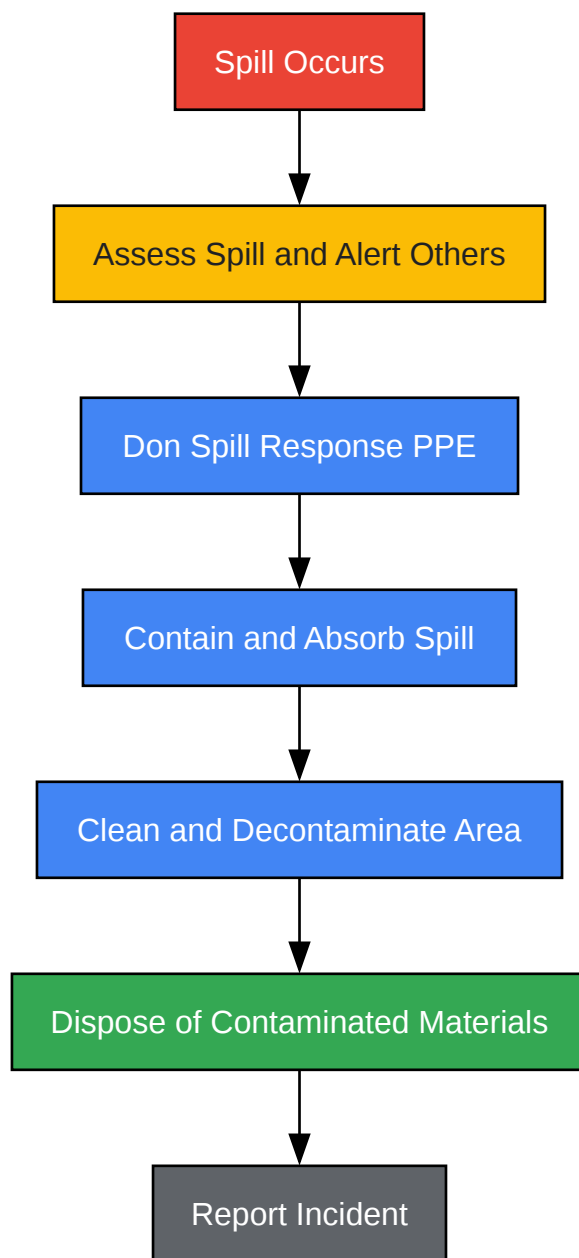 Spill Occurs
Assess Spill and Alert Others
Don Spill Response PPE
Contain and Absorb Spill
Clean and Decontaminate Area
Dispose of Contaminated Materials
Report Incident